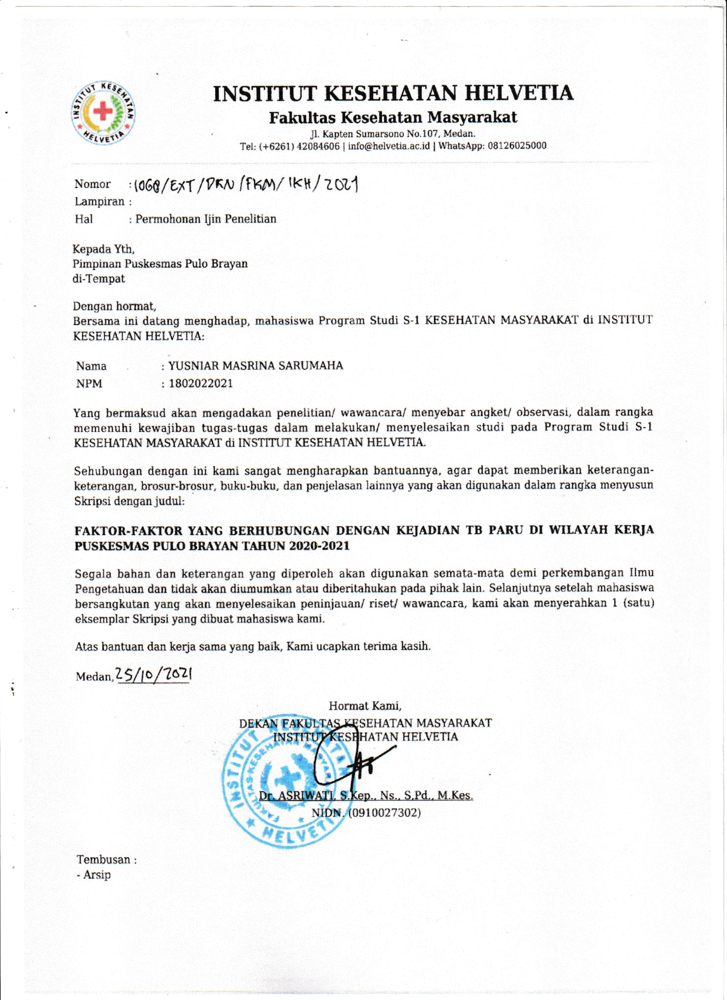 INSTITUT KESEHATAN
HELVETIA
INSTITUT KESEHATAN HELVETIA
Fakultas Kesehatan Masyarakat
Jl. Kapten Sumarsono No.107, Medan.
Tel: (+6261) 42084606 | info@helvetia.ac.id | WhatsApp: 08126025000
Nomor : /EXT/DKN/FKM/IKH/2021
Lampiran :
Hal : Permohonan Ijin Penelitian
Kepada Yth,
Pimpinan Puskesmas Pulo Brayan
di-Tempat
Dengan hormat,
Bersama ini datang menghadap, mahasiswa Program Studi S-1 KESEHATAN MASYARAKAT di INSTITUT
KESEHATAN HELVETIA:
Nama : YUSNIAR MASRINA SARUMAHA
NPM : 1802022021
Yang bermaksud akan mengadakan penelitian/ wawancara/ menyebar angket/ observasi, dalam rangka
memenuhi kewajiban tugas-tugas dalam melakukan/ menyelesaikan studi pada Program Studi S-1
KESEHATAN MASYARAKAT di INSTITUT KESEHATAN HELVETIA.
Sehubungan dengan ini kami sangat mengharapkan bantuannya, agar dapat memberikan keterangan-
keterangan, brosur-brosur, buku-buku, dan penjelasan lainnya yang akan digunakan dalam rangka menyusun
Skripsi dengan judul:
FAKTOR-FAKTOR YANG BERHUBUNGAN DENGAN KEJADIAN TB PARU DI WILAYAH KERJA
PUSKESMAS PULO BRAYAN TAHUN 2020-2021
Segala bahan dan keterangan yang diperoleh akan digunakan semata-mata demi perkembangan Ilmu
Pengetahuan dan tidak akan diumumkan atau diberitahukan pada pihak lain. Selanjutnya setelah mahasiswa
bersangkutan yang akan menyelesaikan peninjauan/ riset/ wawancara, kami akan menyerahkan 1 (satu)
eksemplar Skripsi yang dibuat mahasiswa kami.
Atas bantuan dan kerja sama yang baik, Kami ucapkan terima kasih.
Medan, 25/10/2021
Hormat Kami,
DEKAN FAKULTAS KESEHATAN MASYARAKAT
INSTITUT KESEHATAN HELVETIA
INSTITUT KESEHATAN
FAKULTAS KESEHATAN MASYARAKAT
HELVETIA
Dr. ASRIWATI, S.Kep., Ns., S.Pd., M.Kes.
NIDN. (0910027302)
Tembusan :
- Arsip